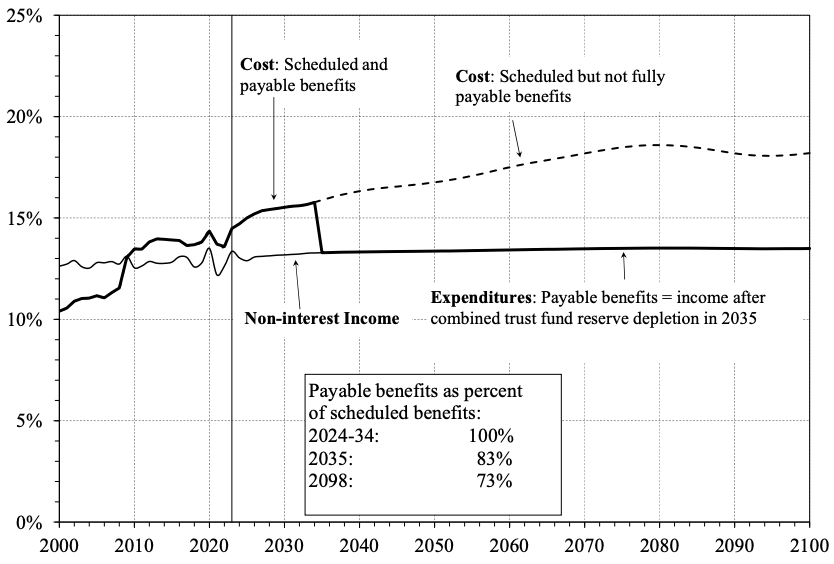 25%
20%
15%
10%
5%
0%
Cost: Scheduled and
payable benefits
Cost: Scheduled but not fully
payable benefits
Non-interest Income
Expenditures: Payable benefits = income after
combined trust fund reserve depletion in 2035
Payable benefits as percent
of scheduled benefits:
2024-34: 100%
2035: 83%
2098: 73%
2000 2010 2020 2030 2040 2050 2060 2070 2080 2090 2100